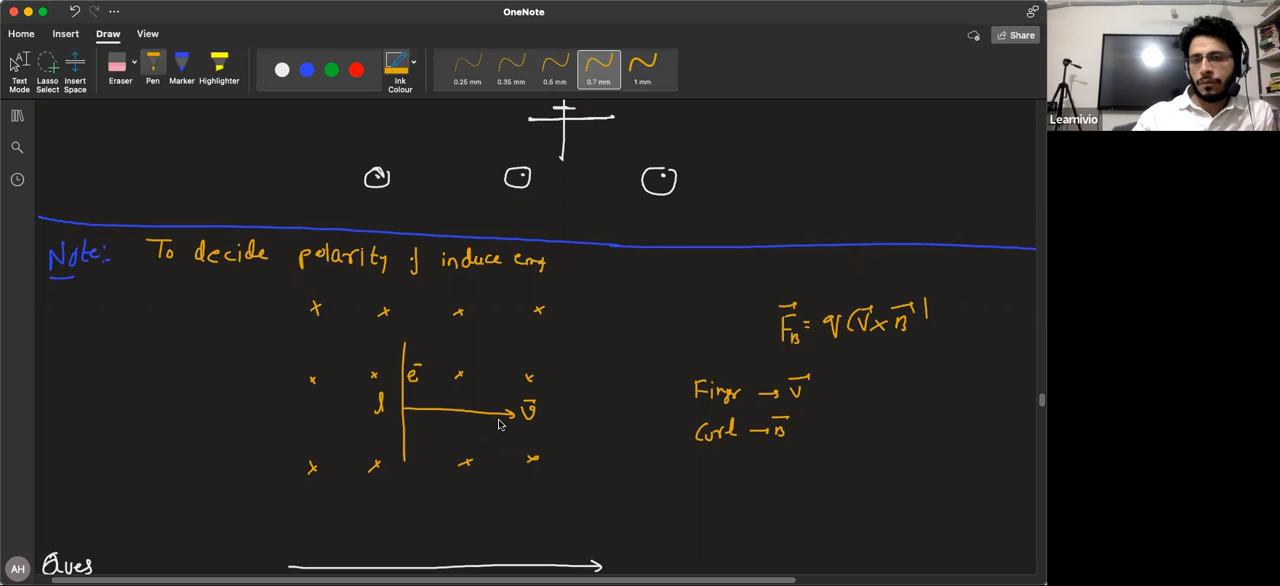 OneNote
Home Insert Draw View
Share
Text Mode
Lasso Select
Insert Space
Eraser
Pen
Marker
Highlighter
Ink Colour
0.25 mm
0.35 mm
0.5 mm
0.7 mm
1 mm
Learnivio
Note: To decide polarity of induce emf
x x x x
F⃗_B = q(V⃗ x B⃗)
x x e⁻ x x
Finger → V⃗
l v⃗
Curl → B⃗
x x x x
AH
Ques